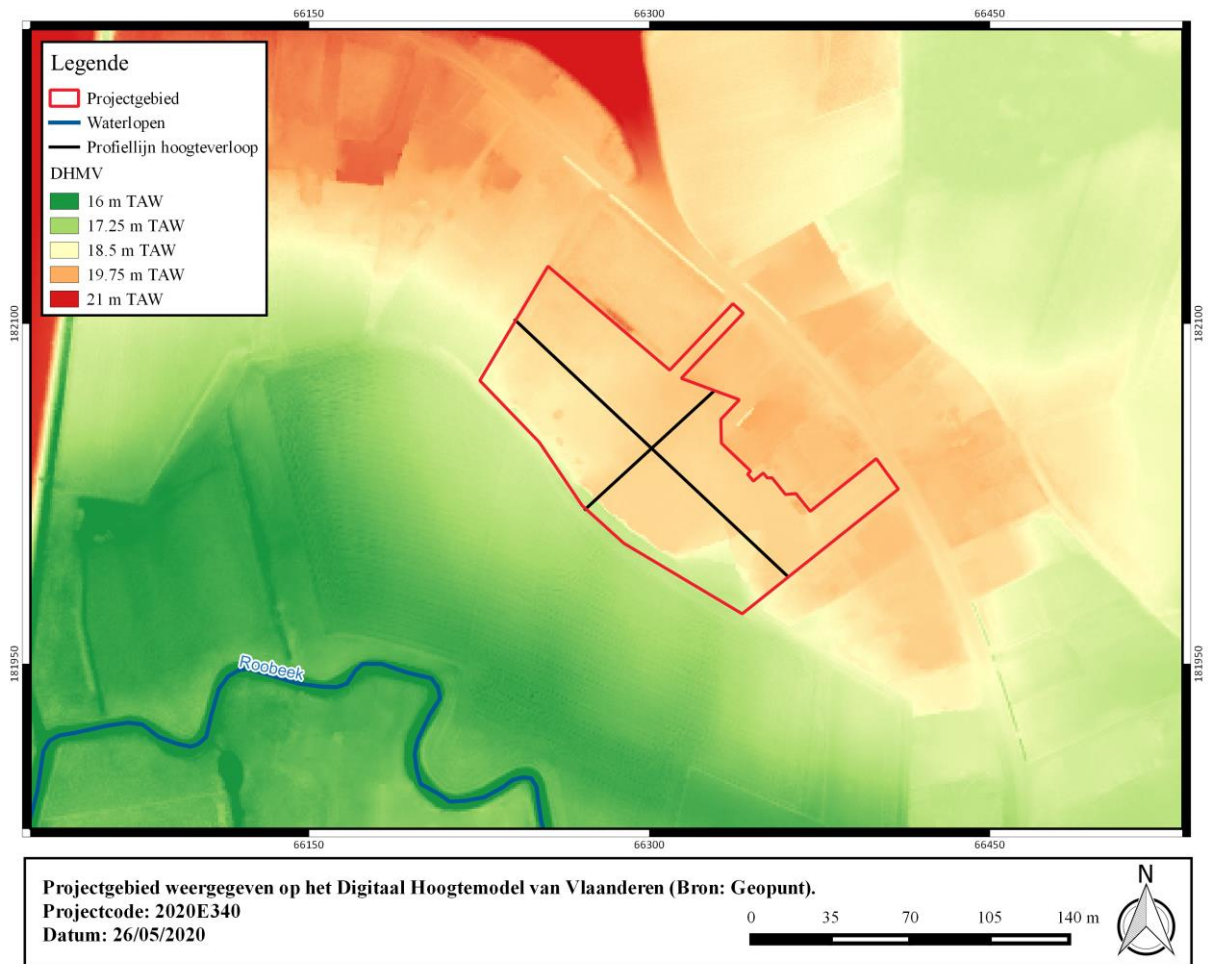 66150
66300
66450
Legende
Projectgebied
Waterlopen
Profiellijn hoogteverloop
DHMV
16 m TAW
17.25 m TAW
18.5 m TAW
19.75 m TAW
21 m TAW
182100
182100
181950
181950
Roobeek
66150
66300
66450
Projectgebied weergegeven op het Digitaal Hoogtemodel van Vlaanderen (Bron: Geopunt).
Projectcode: 2020E340
Datum: 26/05/2020
0 35 70 105 140 m
N